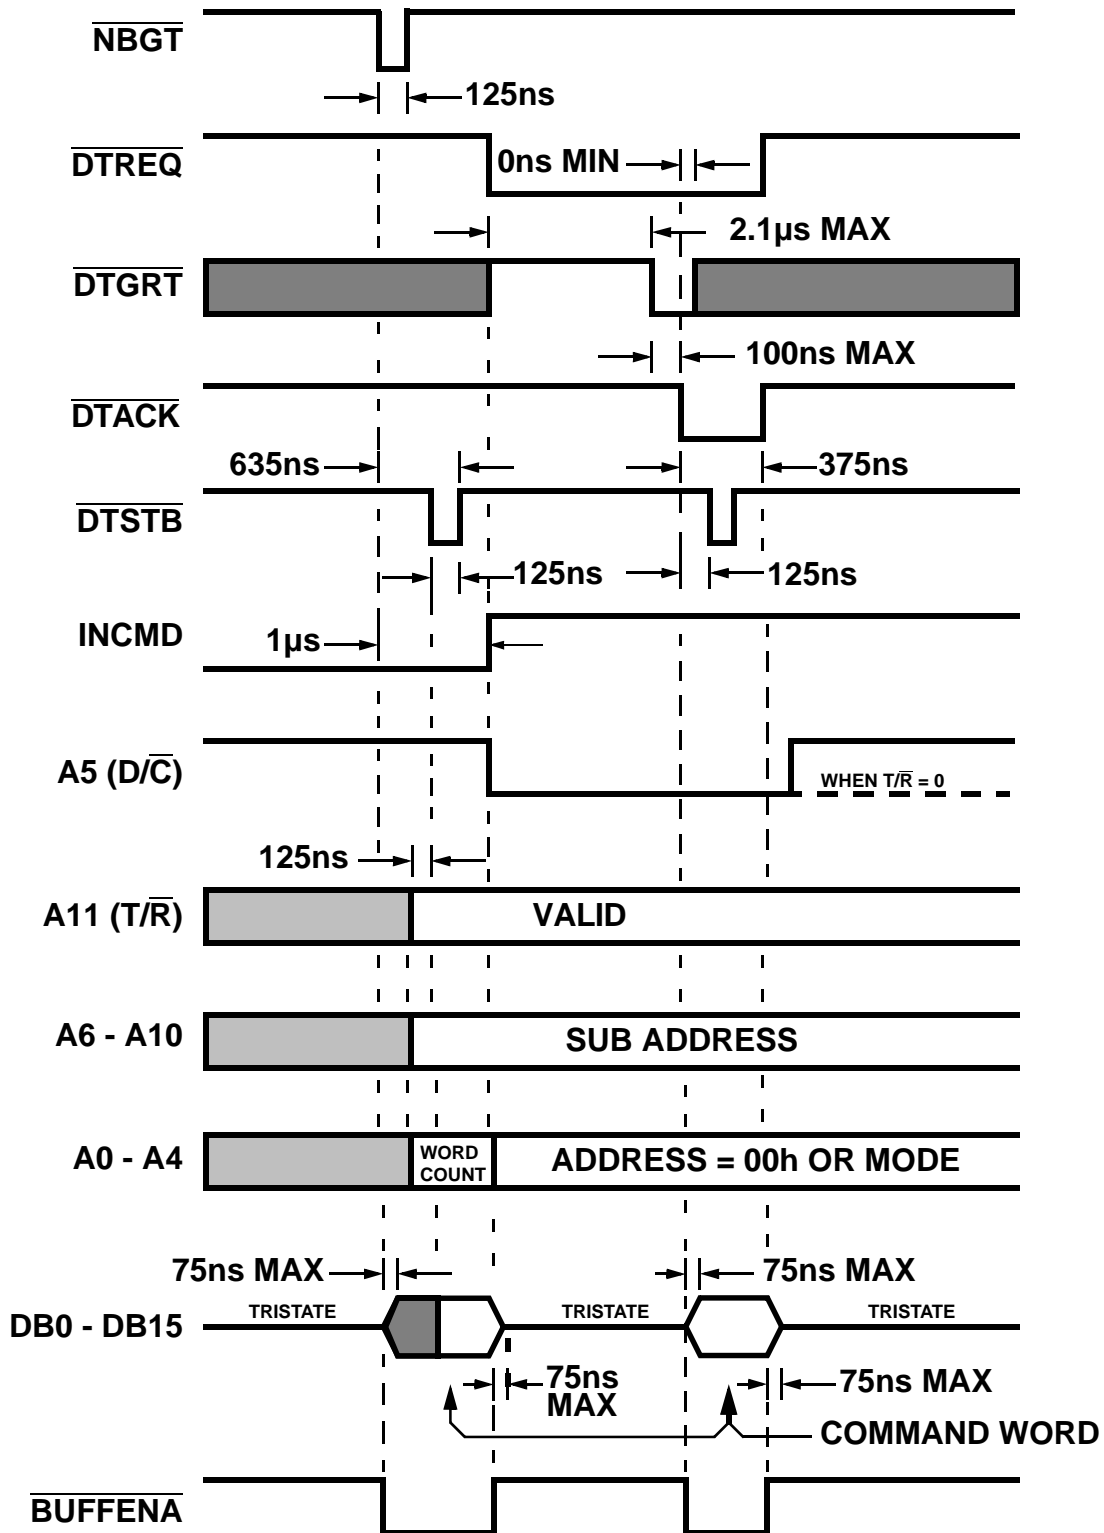 NBGT
125ns
DTREQ
0ns MIN
2.1µs MAX
DTGRT
100ns MAX
DTACK
635ns
375ns
DTSTB
125ns
125ns
INCMD
1µs
A5 (D/C̅)
WHEN T/R̅ = 0
125ns
A11 (T/R̅)
VALID
A6 - A10
SUB ADDRESS
A0 - A4
WORD
COUNT
ADDRESS = 00h OR MODE
75ns MAX
75ns MAX
DB0 - DB15
TRISTATE
TRISTATE
TRISTATE
75ns
MAX
75ns MAX
COMMAND WORD
BUFFENA